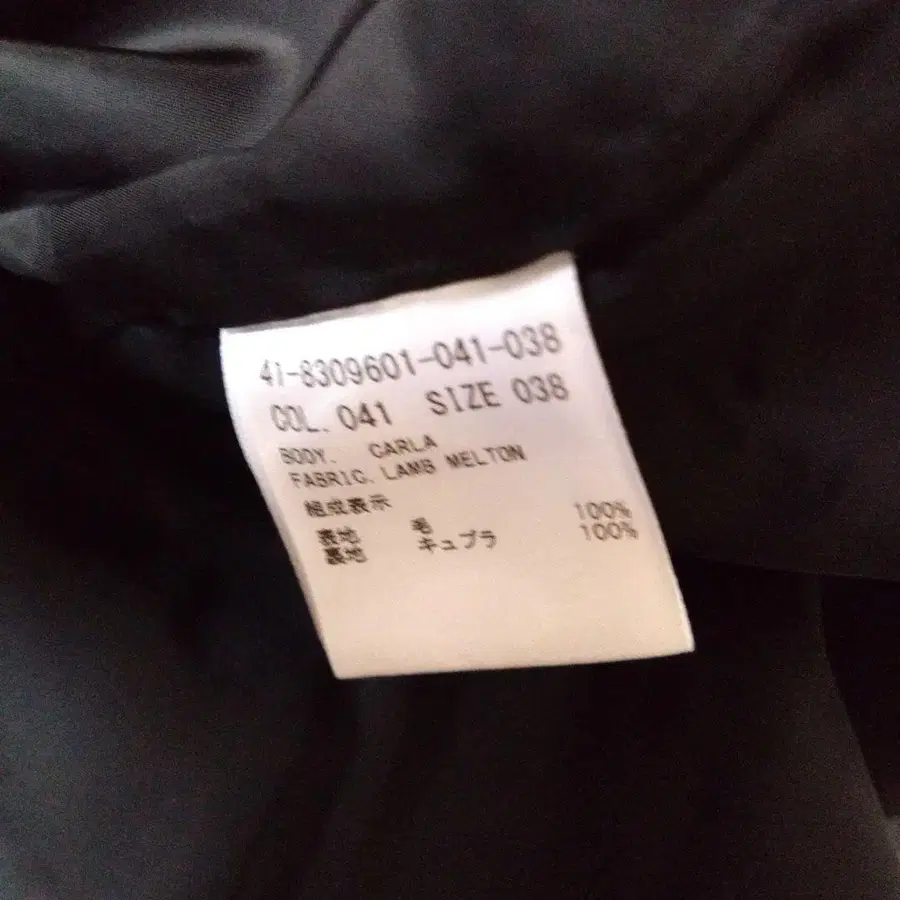 41-8309601-041-038
COL. 041 SIZE 038
BODY. CARLA
FABRIC. LAMB MELTON
組成表示
表地 毛 100%
裏地 キュプラ 100%